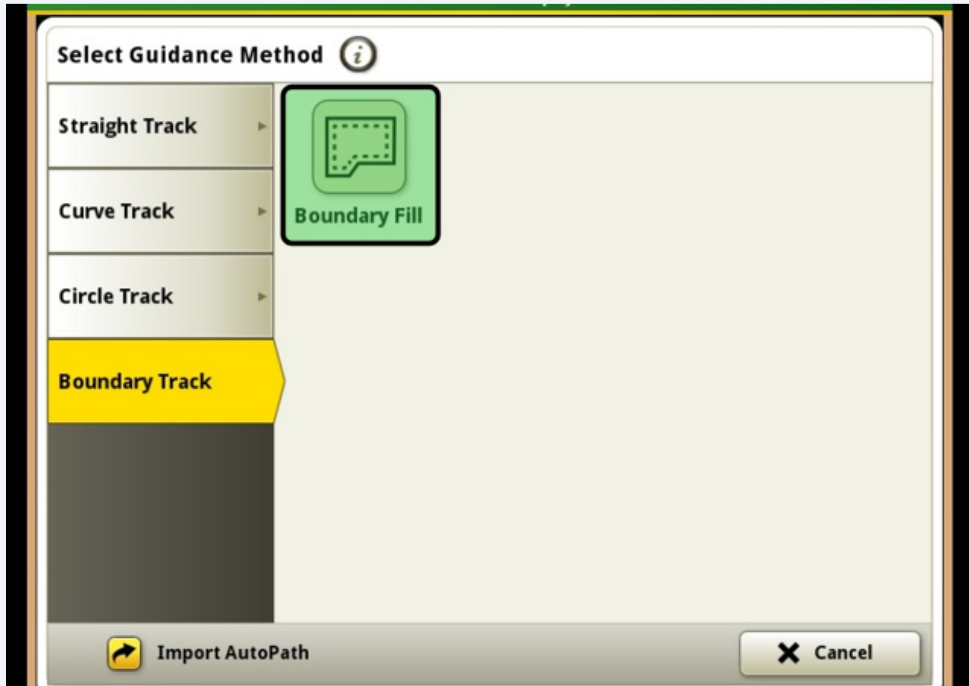 Select Guidance Method
Straight Track
Curve Track
Circle Track
Boundary Track
Boundary Fill
Import AutoPath
Cancel